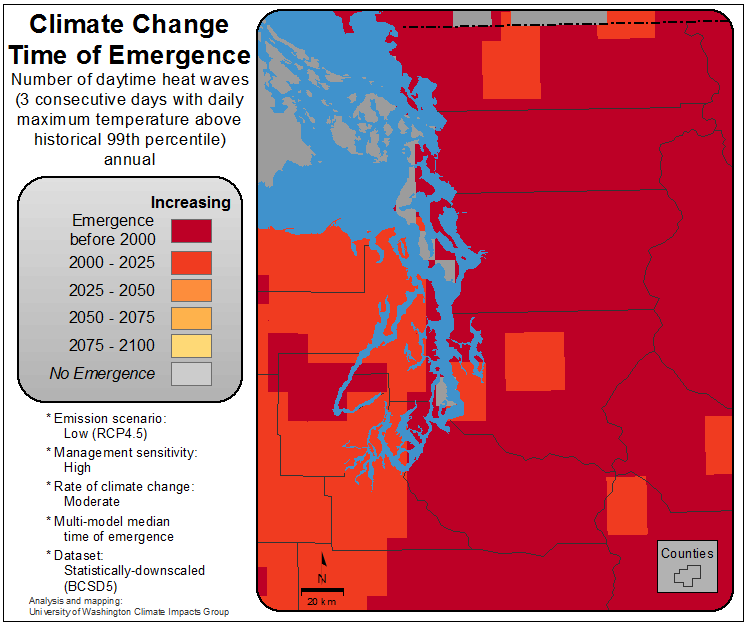 Climate Change
Time of Emergence
Number of daytime heat waves
(3 consecutive days with daily
maximum temperature above
historical 99th percentile)
annual
Increasing
Emergence
before 2000
2000 - 2025
2025 - 2050
2050 - 2075
2075 - 2100
No Emergence
* Emission scenario:
Low (RCP4.5)
* Management sensitivity:
High
* Rate of climate change:
Moderate
* Multi-model median
time of emergence
* Dataset:
Statistically-downscaled
(BCSD5)
Analysis and mapping:
University of Washington Climate Impacts Group
N
20 km
Counties